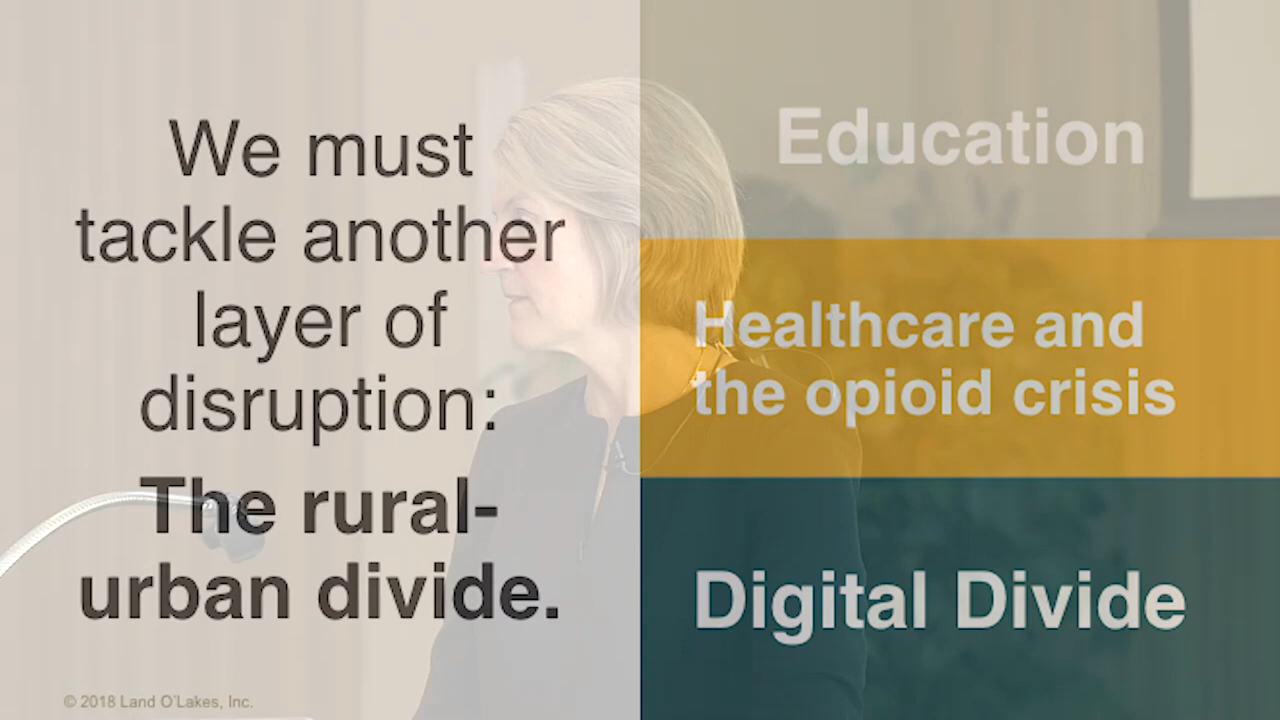 We must
tackle another
layer of
disruption:
The rural-
urban divide.
© 2018 Land O'Lakes, Inc.
Education
Healthcare and
the opioid crisis
Digital Divide